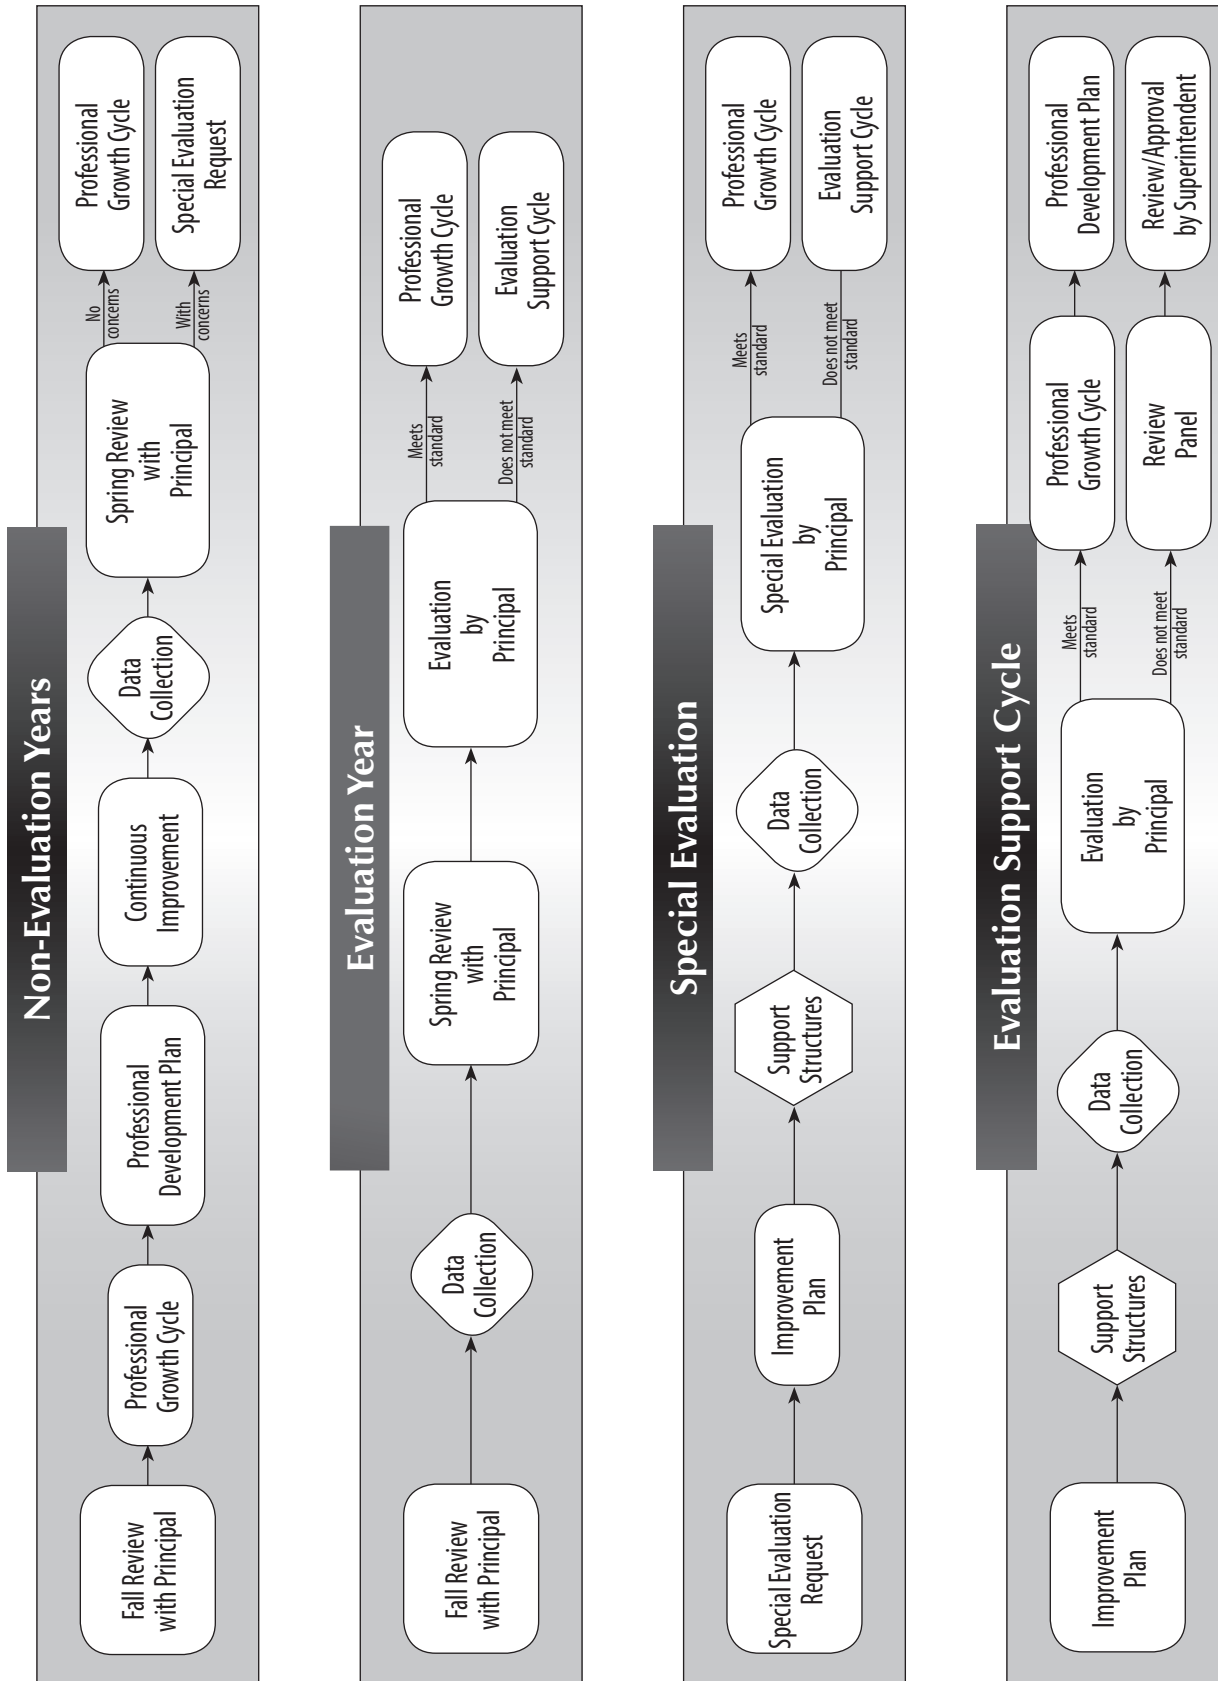 Non-Evaluation Years
Fall Review
with Principal
Professional
Growth Cycle
Professional
Development Plan
Continuous
Improvement
Data
Collection
Spring Review
with
Principal
No
concerns
With
concerns
Professional
Growth Cycle
Special Evaluation
Request
Evaluation Year
Fall Review
with Principal
Data
Collection
Spring Review
with
Principal
Evaluation
by
Principal
Meets
standard
Does not meet
standard
Professional
Growth Cycle
Evaluation
Support Cycle
Special Evaluation
Special Evaluation
Request
Improvement
Plan
Support
Structures
Data
Collection
Special Evaluation
by
Principal
Meets
standard
Does not meet
standard
Professional
Growth Cycle
Evaluation
Support Cycle
Evaluation Support Cycle
Improvement
Plan
Support
Structures
Data
Collection
Evaluation
by
Principal
Meets
standard
Does not meet
standard
Professional
Growth Cycle
Review
Panel
Professional
Development Plan
Review/Approval
by Superintendent